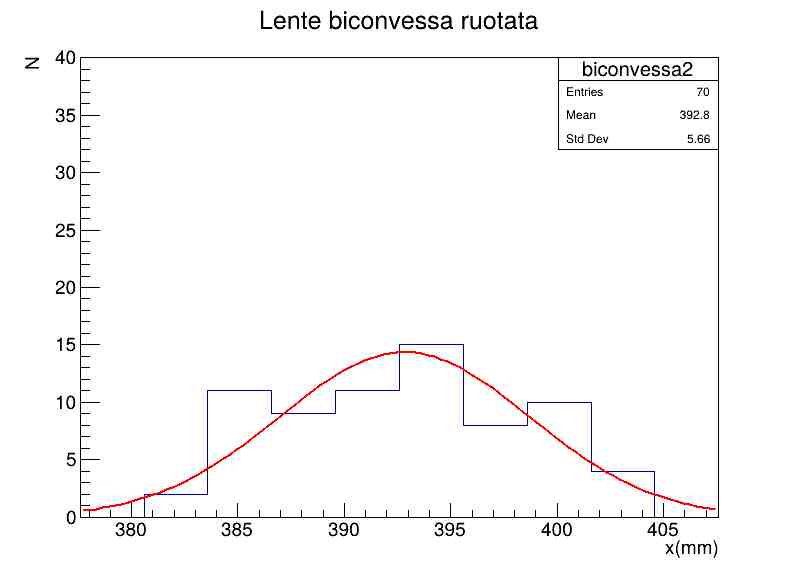 Lente biconvessa ruotata
N
40
35
30
25
20
15
10
5
0
biconvessa2
Entries 70
Mean 392.8
Std Dev 5.66
380 385 390 395 400 405
x(mm)